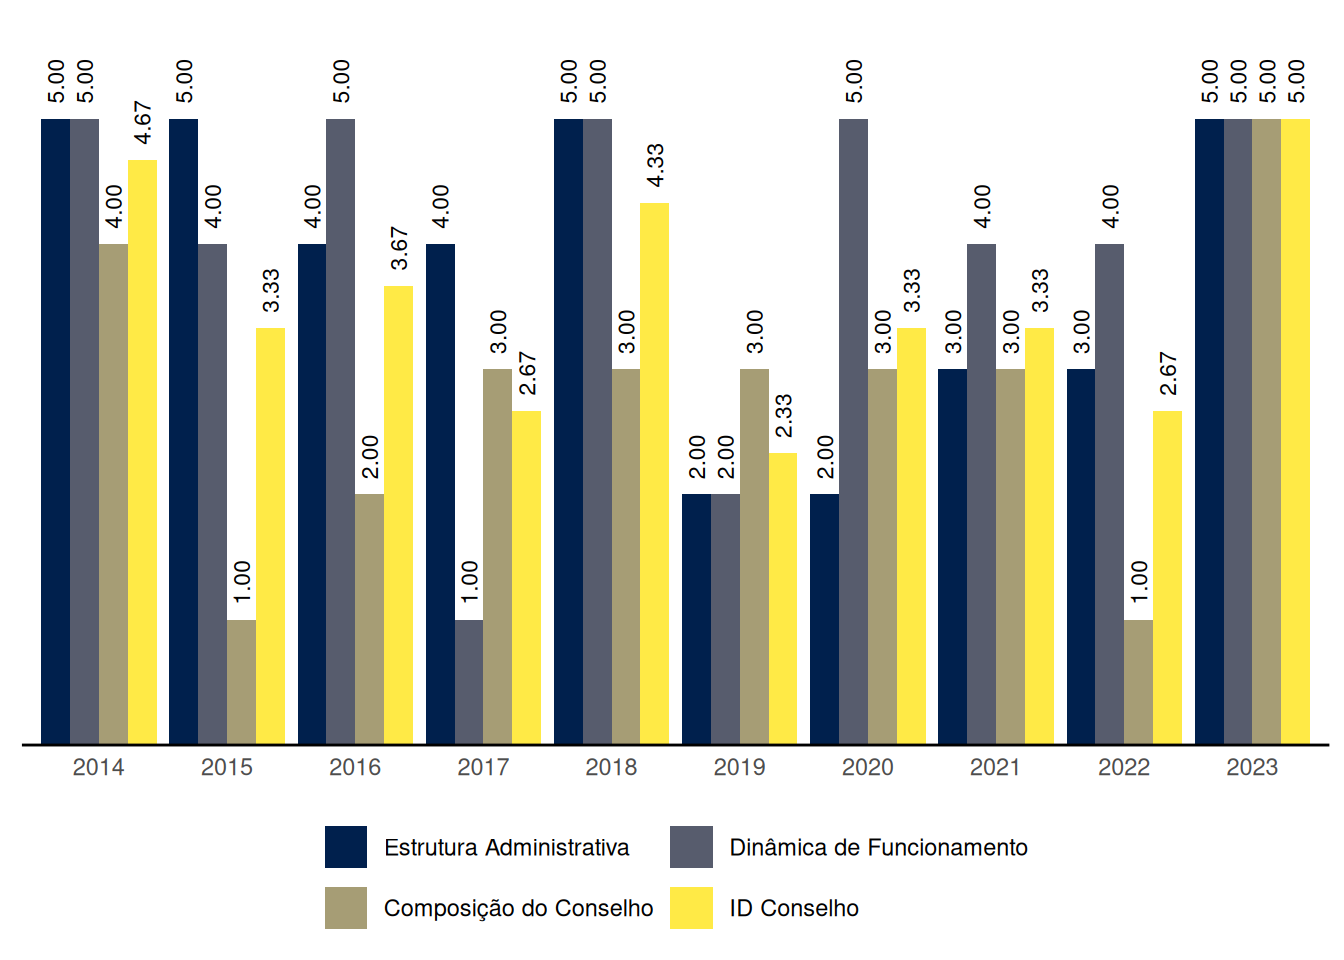 5.00 5.00 4.00 4.67 5.00 4.00 1.00 3.33 4.00 5.00 2.00 3.67 4.00 1.00 3.00 2.67 5.00 5.00 3.00 4.33 2.00 2.00 3.00 2.33 2.00 5.00 3.00 3.33 3.00 4.00 3.00 3.33 3.00 4.00 1.00 2.67 5.00 5.00 5.00 5.00
2014 2015 2016 2017 2018 2019 2020 2021 2022 2023
Estrutura Administrativa Dinâmica de Funcionamento
Composição do Conselho ID Conselho